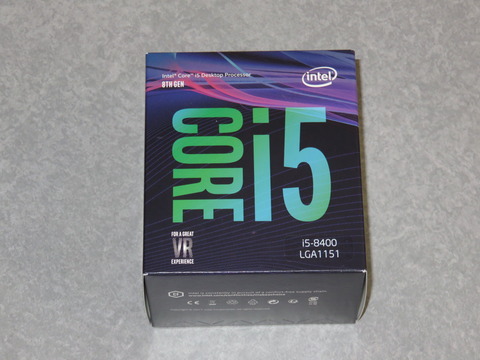 Intel® Core™ i5 Desktop Processor
8TH GEN
intel
CORE i5
FOR A GREAT
VR
EXPERIENCE
i5-8400
LGA1151